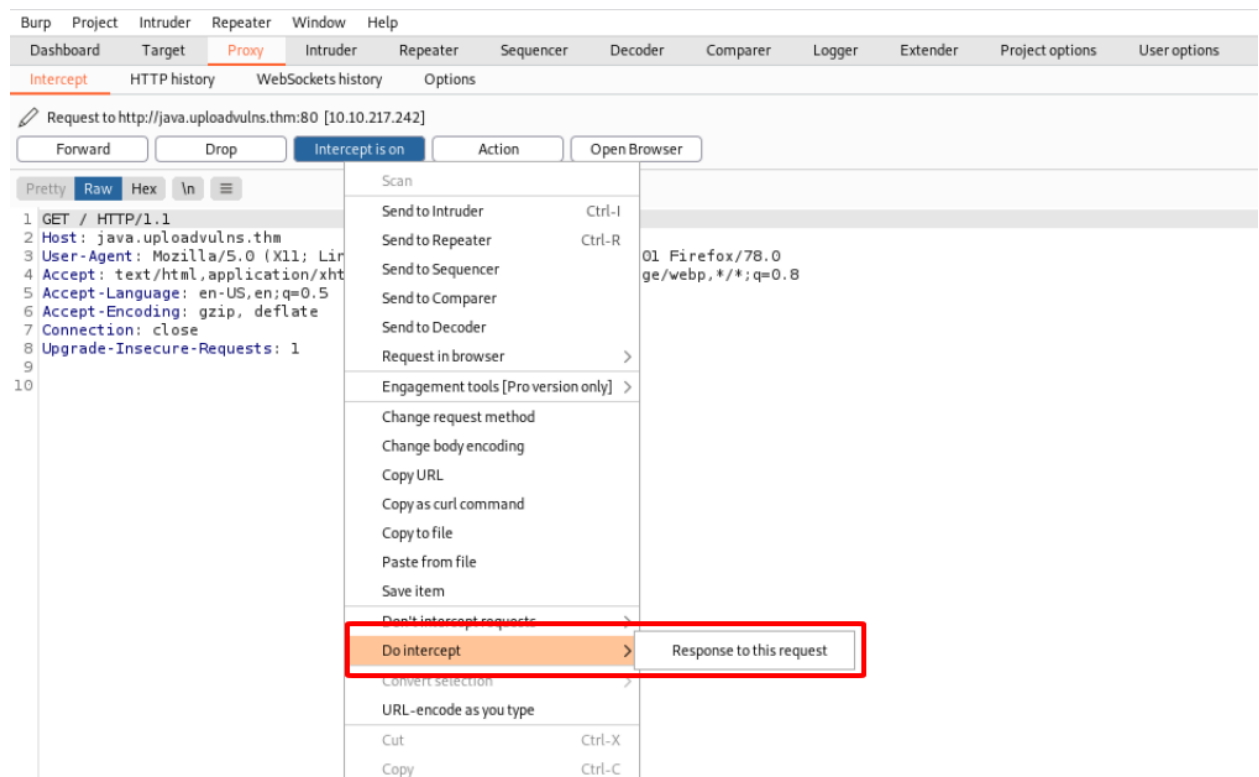 Burp Project Intruder Repeater Window Help
Dashboard Target Proxy Intruder Repeater Sequencer Decoder Comparer Logger Extender Project options User options
Intercept HTTP history WebSockets history Options
Request to http://java.uploadvulns.thm:80 [10.10.217.242]
Forward Drop Intercept is on Action Open Browser
Pretty Raw Hex \n
1 GET / HTTP/1.1
2 Host: java.uploadvulns.thm
3 User-Agent: Mozilla/5.0 (X11; Lin 01 Firefox/78.0
4 Accept: text/html,application/xht ge/webp,*/*;q=0.8
5 Accept-Language: en-US,en;q=0.5
6 Accept-Encoding: gzip, deflate
7 Connection: close
8 Upgrade-Insecure-Requests: 1
9
10
Scan
Send to Intruder Ctrl-I
Send to Repeater Ctrl-R
Send to Sequencer
Send to Comparer
Send to Decoder
Request in browser
Engagement tools [Pro version only]
Change request method
Change body encoding
Copy URL
Copy as curl command
Copy to file
Paste from file
Save item
Don't intercept requests
Do intercept Response to this request
Convert selection
URL-encode as you type
Cut Ctrl-X
Copy Ctrl-C